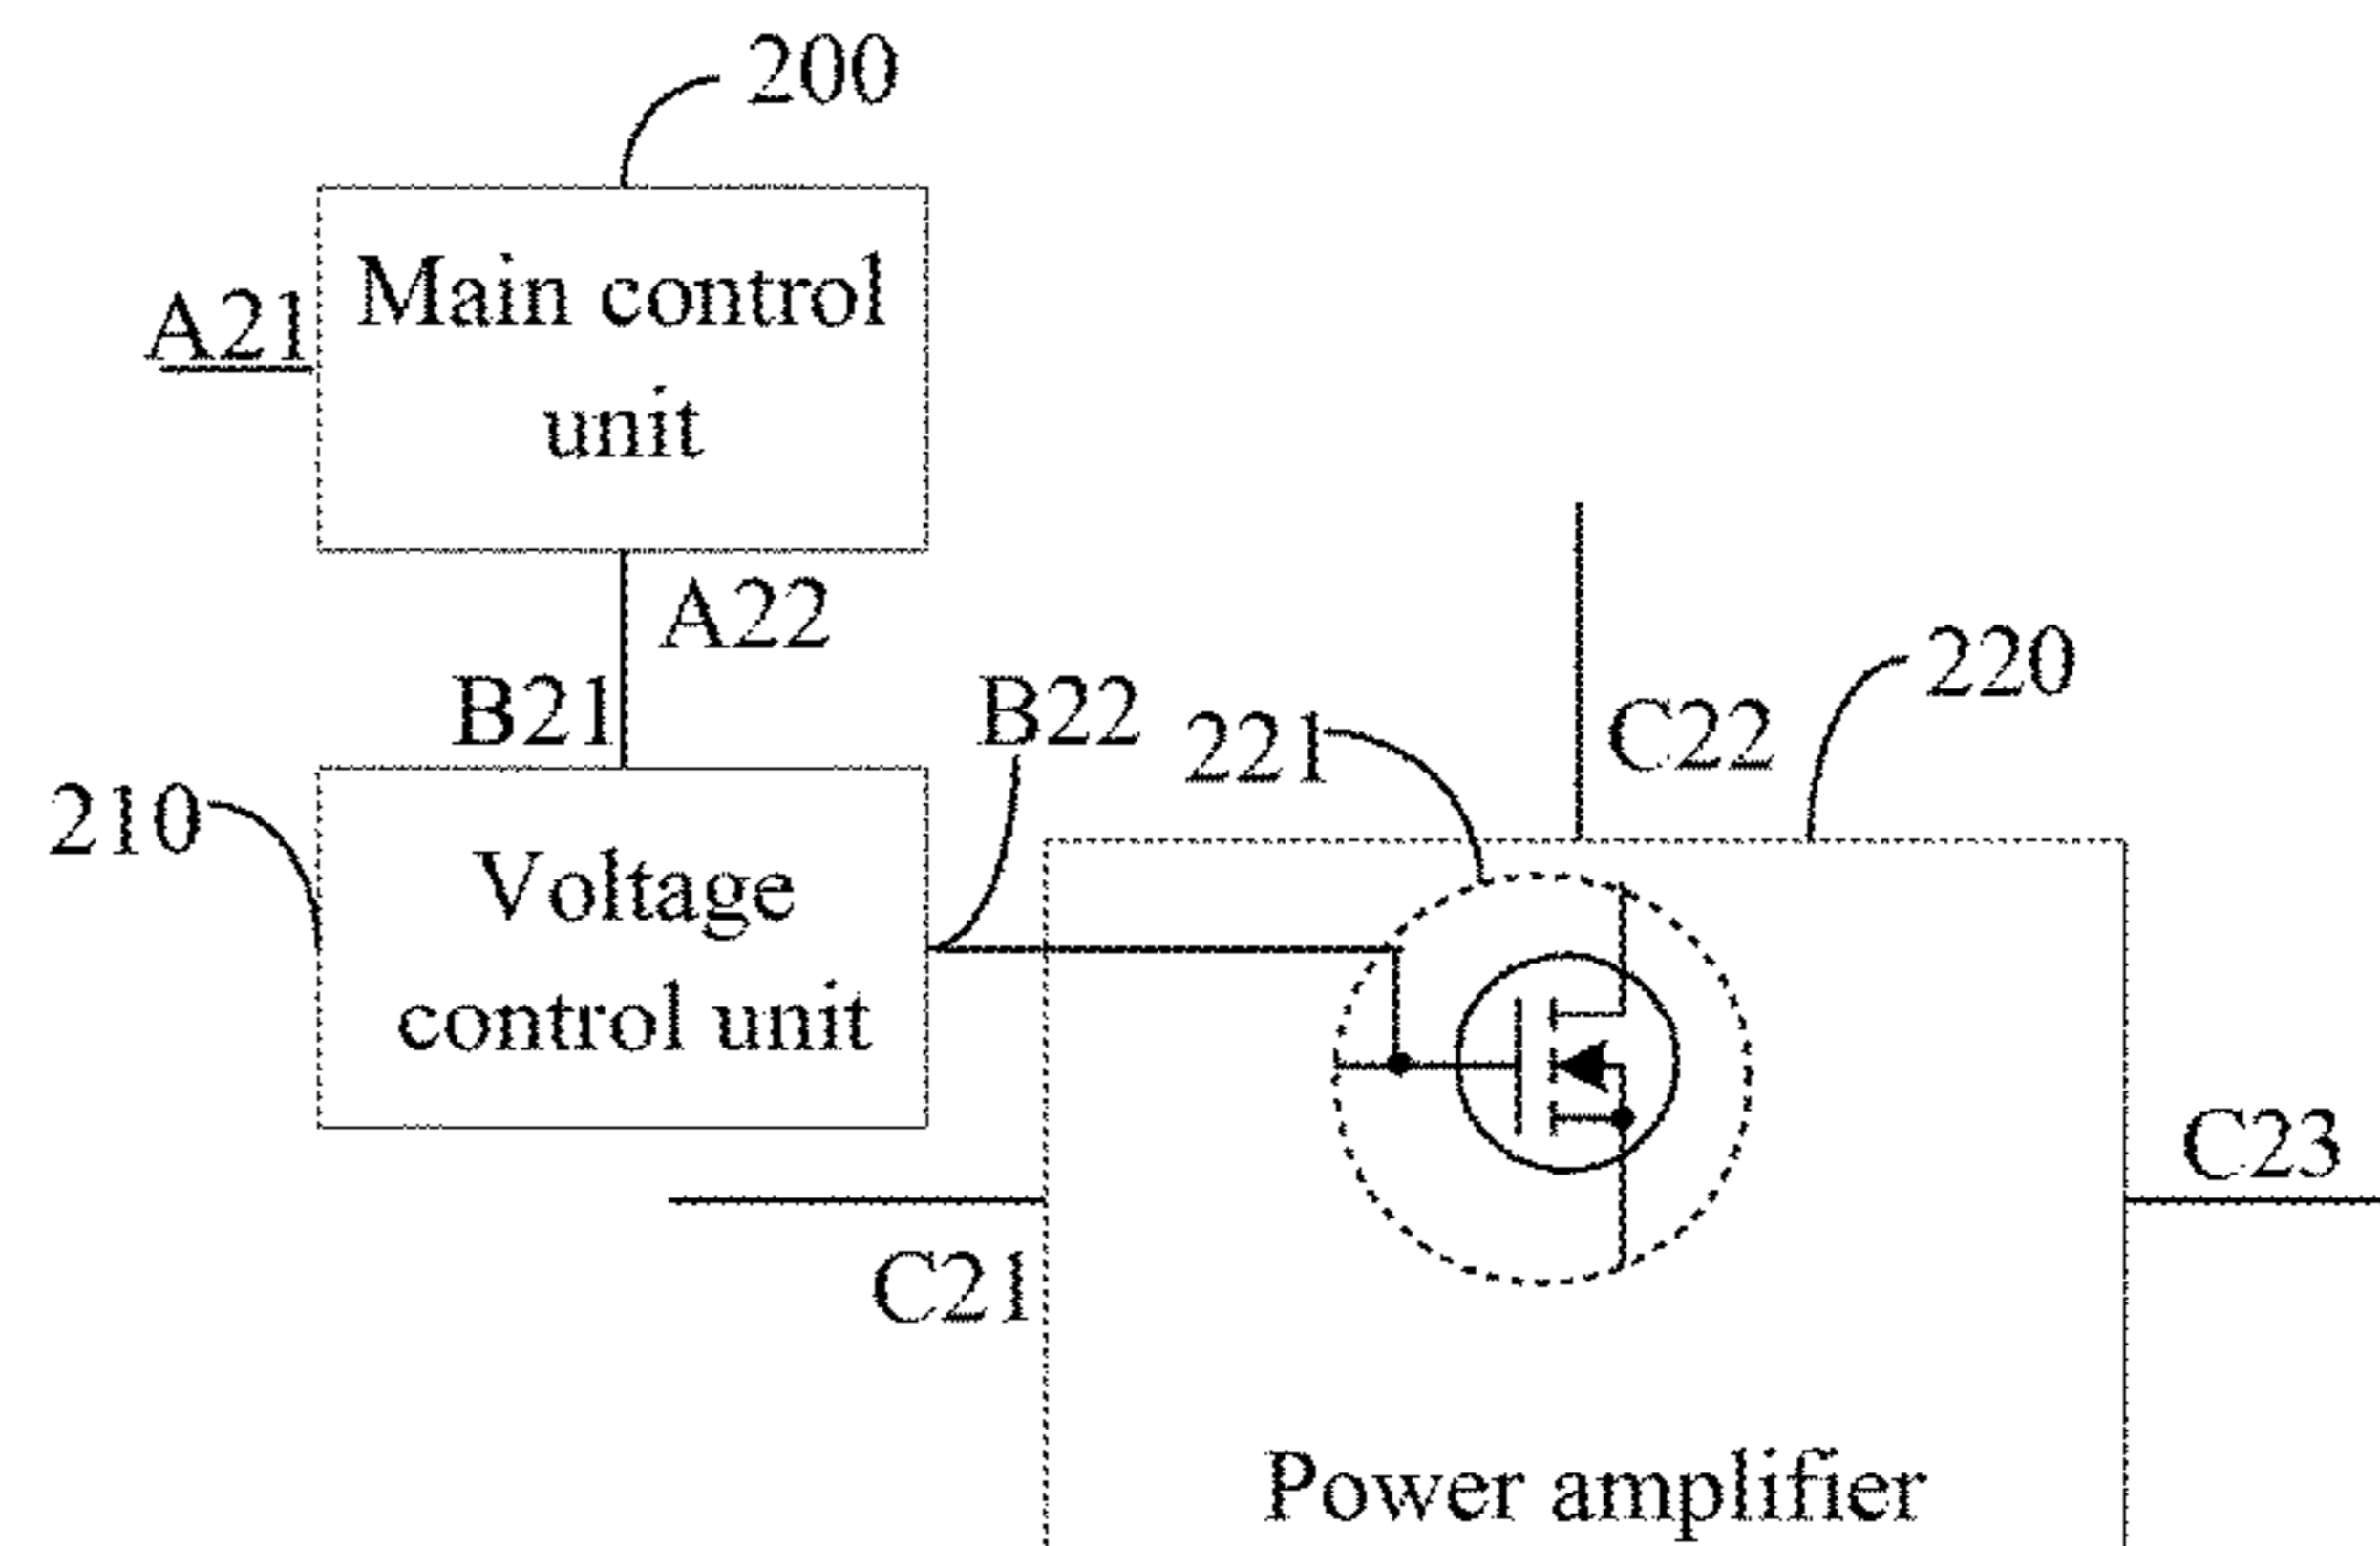 200
Main control
unit
A21
A22
B21
B22
221
C22
220
210
Voltage
control unit
C23
C21
Power amplifier